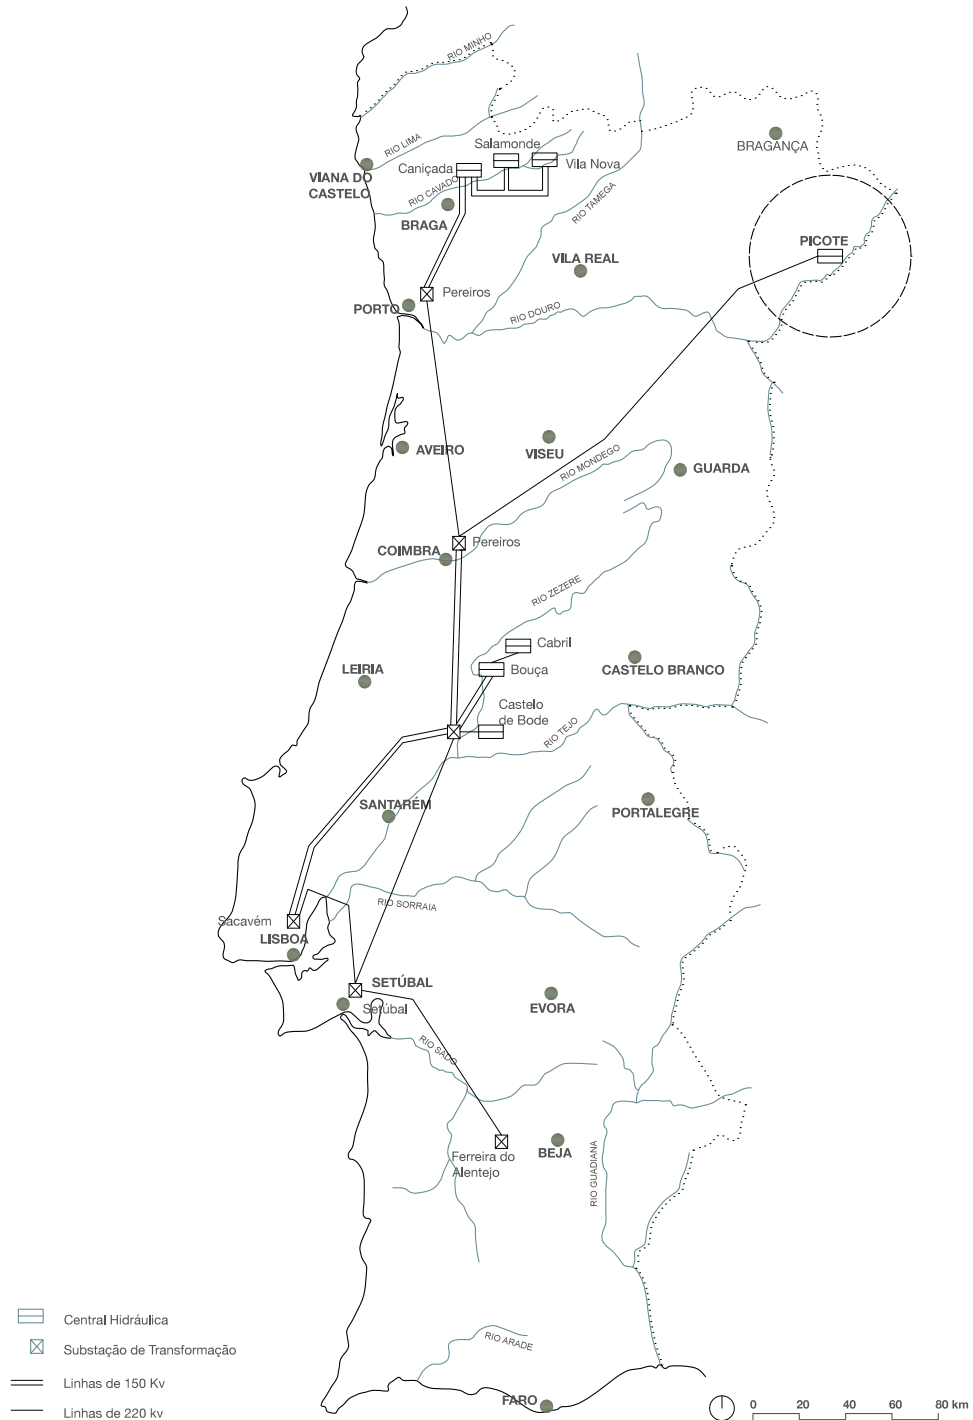 RIO MINHO
BRAGANÇA
RIO LIMA
Salamonde
Vila Nova
Caniçada
VIANA DO
CASTELO
RIO CAVADO
BRAGA
RIO TAMEGA
PICOTE
VILA REAL
Pereiros
PORTO
RIO DOURO
AVEIRO
VISEU
RIO MONDEGO
GUARDA
Pereiros
COIMBRA
RIO ZEZERE
Cabril
Bouça
CASTELO BRANCO
LEIRIA
Castelo
de Bode
RIO TEJO
SANTARÉM
PORTALEGRE
RIO SORRAIA
Sacavém
LISBOA
SETÚBAL
Setúbal
EVORA
RIO SADO
Ferreira do
Alentejo
BEJA
RIO GUADIANA
Central Hidráulica
Substação de Transformação
Linhas de 150 Kv
Linhas de 220 kv
RIO ARADE
FARO
0 20 40 60 80 km